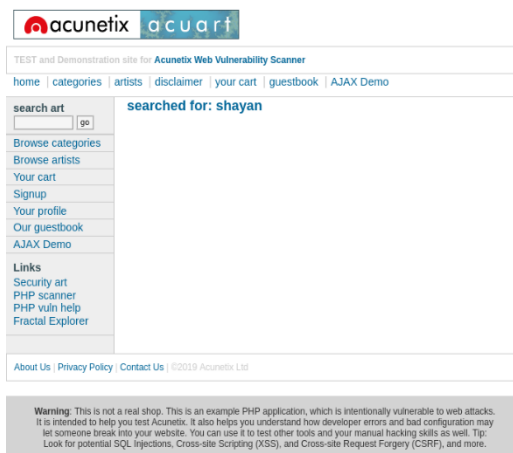 acunetix acuart
TEST and Demonstration site for Acunetix Web Vulnerability Scanner
home | categories | artists | disclaimer | your cart | guestbook | AJAX Demo
search art
go
Browse categories
Browse artists
Your cart
Signup
Your profile
Our guestbook
AJAX Demo
Links
Security art
PHP scanner
PHP vuln help
Fractal Explorer
searched for: shayan
About Us | Privacy Policy | Contact Us | ©2019 Acunetix Ltd
Warning: This is not a real shop. This is an example PHP application, which is intentionally vulnerable to web attacks.
It is intended to help you test Acunetix. It also helps you understand how developer errors and bad configuration may
let someone break into your website. You can use it to test other tools and your manual hacking skills as well. Tip:
Look for potential SQL Injections, Cross-site Scripting (XSS), and Cross-site Request Forgery (CSRF), and more.